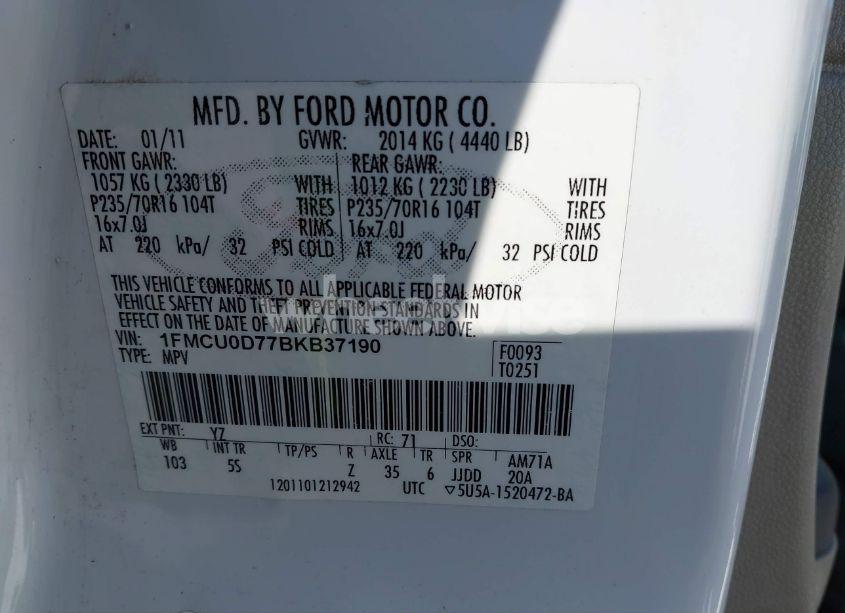 MFD. BY FORD MOTOR CO.
DATE: 01/11 GVWR: 2014 KG ( 4440 LB)
FRONT GAWR: REAR GAWR:
1057 KG ( 2330 LB) WITH 1012 KG ( 2230 LB) WITH
P235/70R16 104T TIRES P235/70R16 104T TIRES
16x7.0J RIMS 16x7.0J RIMS
AT 220 kPa/ 32 PSI COLD AT 220 kPa/ 32 PSI COLD
THIS VEHICLE CONFORMS TO ALL APPLICABLE FEDERAL MOTOR
VEHICLE SAFETY AND THEFT PREVENTION STANDARDS IN
EFFECT ON THE DATE OF MANUFACTURE SHOWN ABOVE.
VIN: 1FMCU0D77BKB37190 F0093
TYPE: MPV T0251
EXT PNT: YZ RC: 71 DSO:
WB INT TR TP/PS R AXLE TR SPR AM71A
103 5S Z 35 6 JJDD 20A
1201101212942 UTC ▽5U5A-1520472-BA